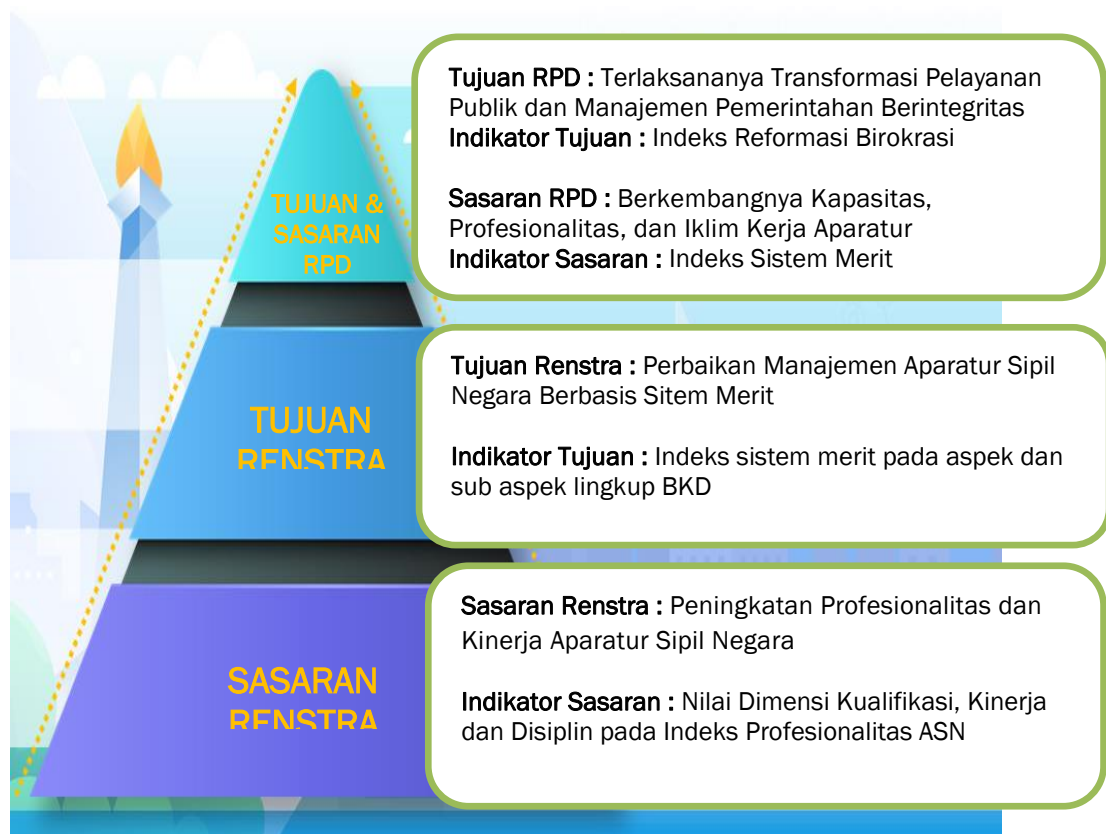 Tujuan RPD : Terlaksananya Transformasi Pelayanan
Publik dan Manajemen Pemerintahan Berintegritas
Indikator Tujuan : Indeks Reformasi Birokrasi
Sasaran RPD : Berkembangnya Kapasitas,
Profesionalitas, dan Iklim Kerja Aparatur
Indikator Sasaran : Indeks Sistem Merit
TUJUAN &
SASARAN
RPD
Tujuan Renstra : Perbaikan Manajemen Aparatur Sipil
Negara Berbasis Sitem Merit
Indikator Tujuan : Indeks sistem merit pada aspek dan
sub aspek lingkup BKD
TUJUAN
RENSTRA
Sasaran Renstra : Peningkatan Profesionalitas dan
Kinerja Aparatur Sipil Negara
Indikator Sasaran : Nilai Dimensi Kualifikasi, Kinerja
dan Disiplin pada Indeks Profesionalitas ASN
SASARAN
RENSTRA